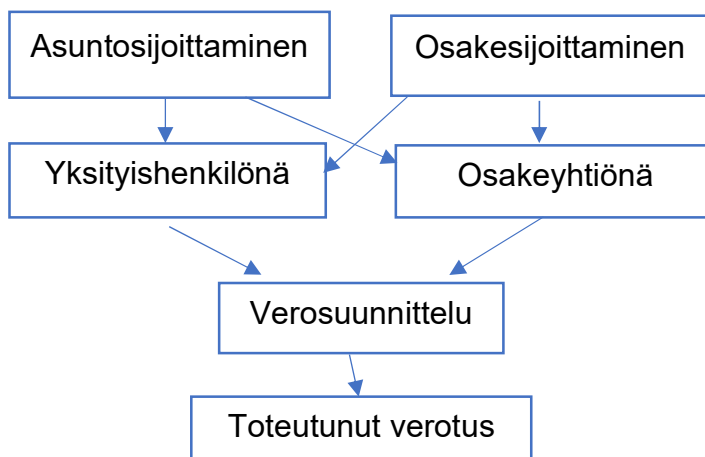 Asuntosijoittaminen
Osakesijoittaminen
Yksityishenkilönä
Osakeyhtiönä
Verosuunnittelu
Toteutunut verotus